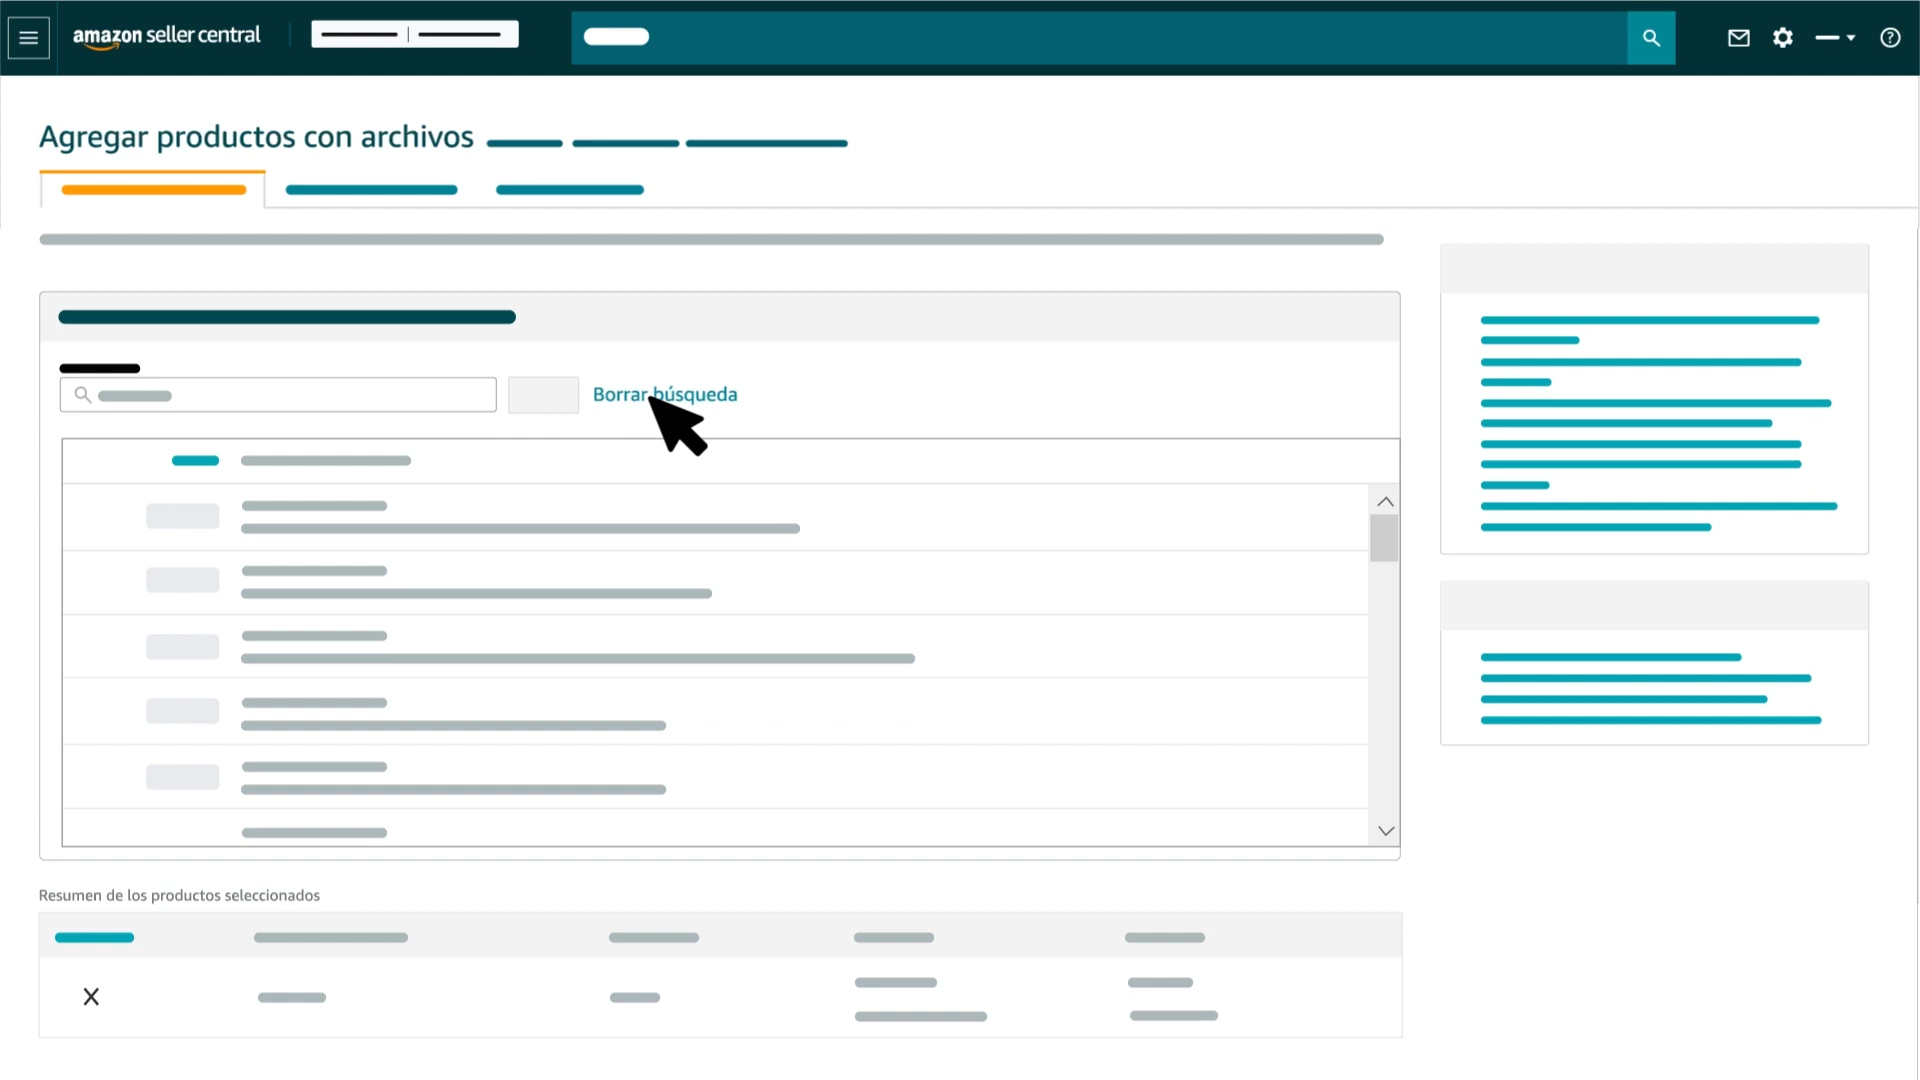 amazon seller central
Agregar productos con archivos
Borrar búsqueda
Resumen de los productos seleccionados
X